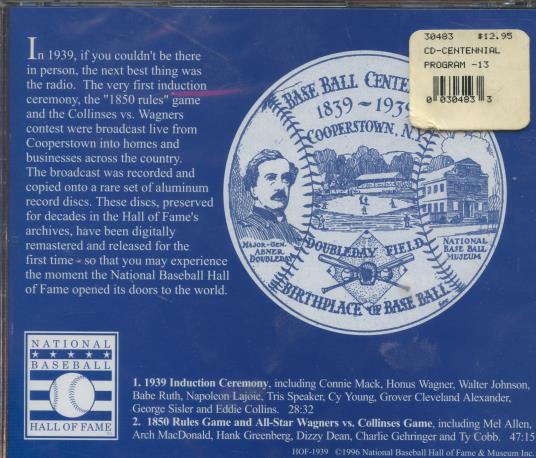 In 1939, if you couldn't be there
in person, the next best thing was
the radio. The very first induction
ceremony, the "1850 rules" game
and the Collinses vs. Wagners
contest were broadcast live from
Cooperstown into homes and
businesses across the country.
The broadcast was recorded and
copied onto a rare set of aluminum
record discs. These discs, preserved
for decades in the Hall of Fame's
archives, have been digitally
remastered and released for the
first time - so that you may experience
the moment the National Baseball Hall
of Fame opened its doors to the world.
30483 $12.95
CD-CENTENNIAL
PROGRAM -13
0 030483 3
BASE BALL CENTE
1839~193
COOPERSTOWN, N.Y.
MAJOR-GEN.
ABNER
DOUBLEDAY
DOUBLEDAY FIELD
NATIONAL
BASE BALL
MUSEUM
BIRTHPLACE OF BASE BALL
NATIONAL
BASEBALL
HALL OF FAME
1. 1939 Induction Ceremony, including Connie Mack, Honus Wagner, Walter Johnson,
Babe Ruth, Napoleon Lajoie, Tris Speaker, Cy Young, Grover Cleveland Alexander,
George Sisler and Eddie Collins. 28:32
2. 1850 Rules Game and All-Star Wagners vs. Collinses Game, including Mel Allen,
Arch MacDonald, Hank Greenberg, Dizzy Dean, Charlie Gehringer and Ty Cobb. 47:15
HOF-1939 ©1996 National Baseball Hall of Fame & Museum Inc.